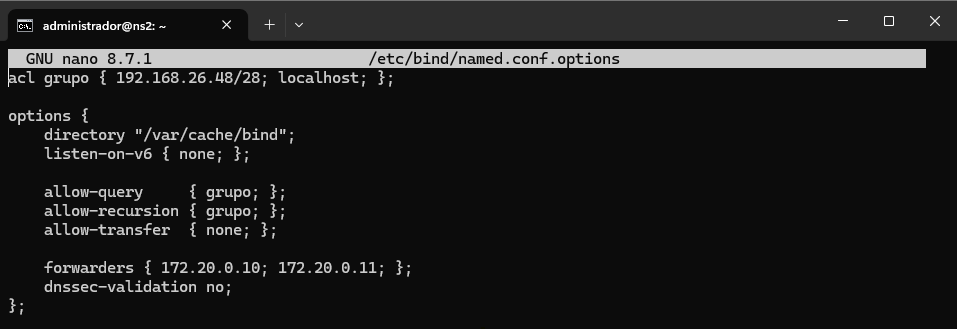 administrador@ns2: ~
GNU nano 8.7.1 /etc/bind/named.conf.options
acl grupo { 192.168.26.48/28; localhost; };
options {
    directory "/var/cache/bind";
    listen-on-v6 { none; };
    allow-query     { grupo; };
    allow-recursion { grupo; };
    allow-transfer  { none; };
    forwarders { 172.20.0.10; 172.20.0.11; };
    dnssec-validation no;
};